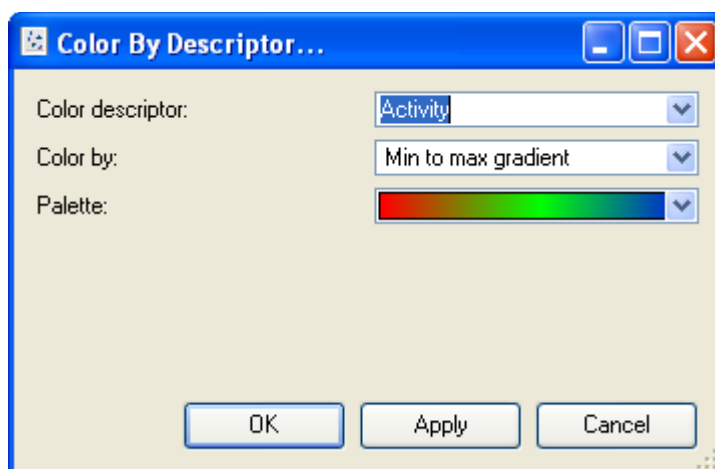 Color By Descriptor...
Color descriptor: Activity
Color by: Min to max gradient
Palette:
OK Apply Cancel